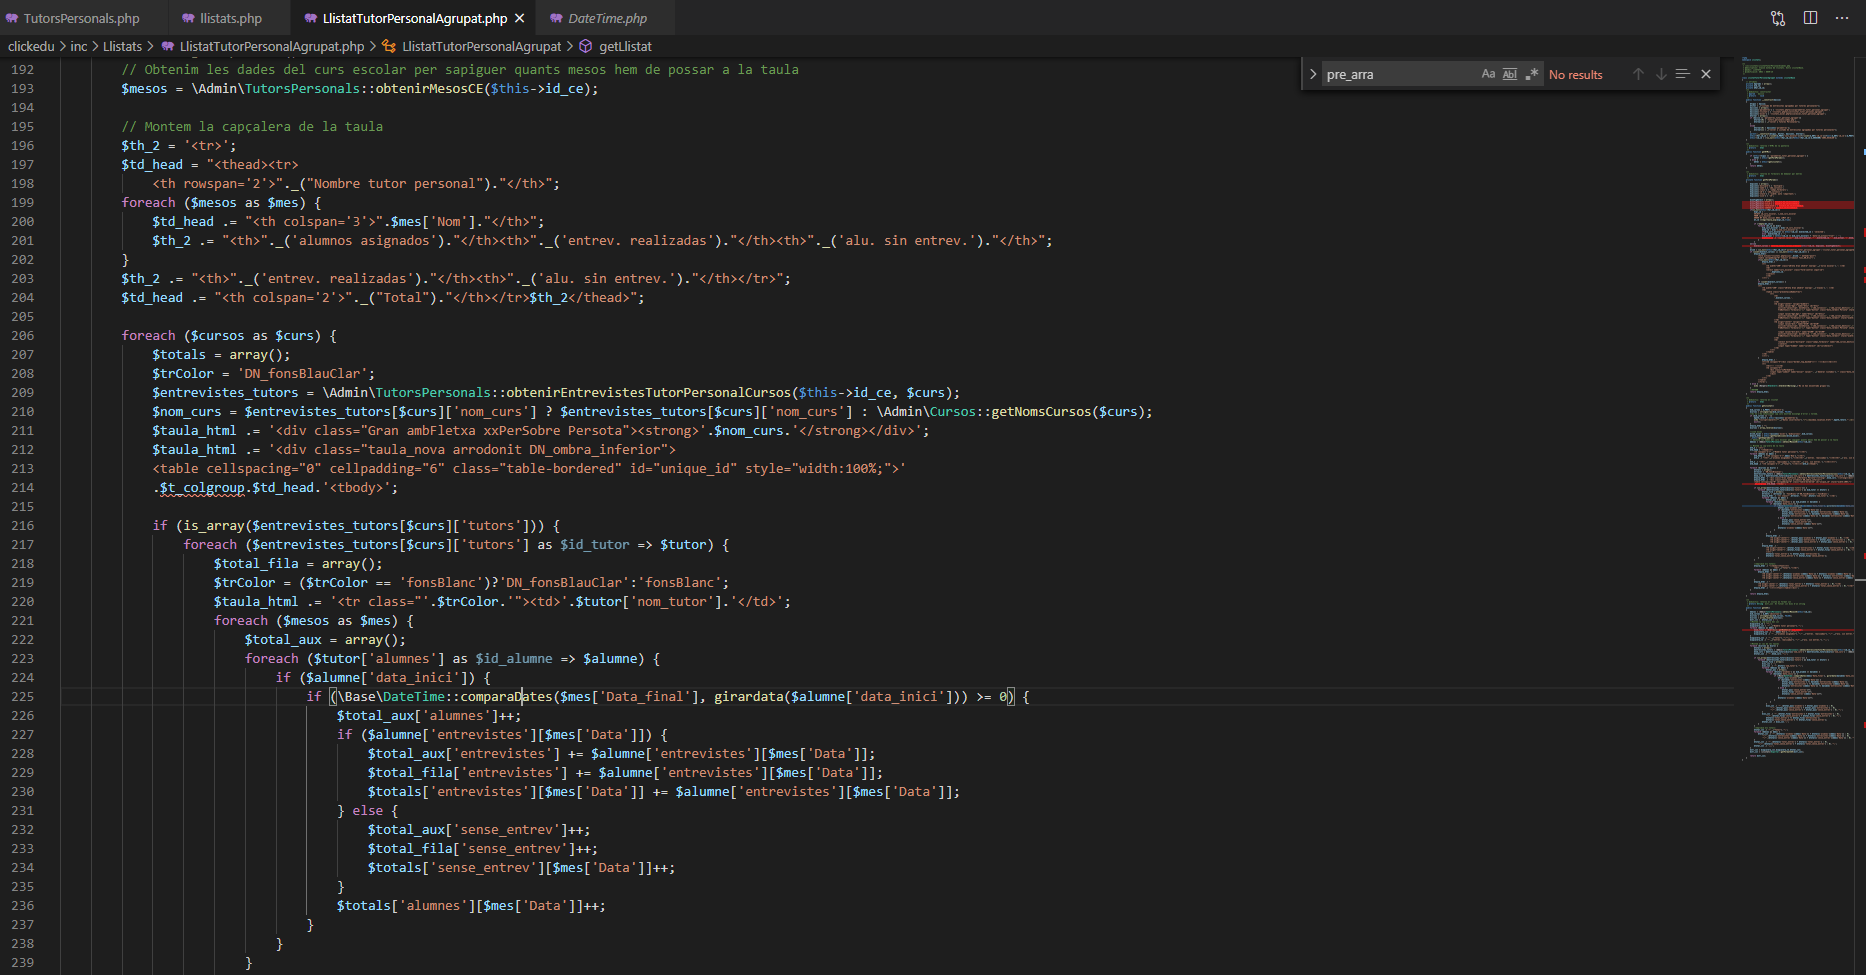 TutorsPersonals.php
llistats.php
LlistatTutorPersonalAgrupat.php
DateTime.php
clickedu > inc > Llistats > LlistatTutorPersonalAgrupat.php > LlistatTutorPersonalAgrupat > getLlistat
pre_arra
Aa Abl .* No results
192 // Obtenim les dades del curs escolar per sapiguer quants mesos hem de possar a la taula
193 $mesos = \Admin\TutorsPersonals::obtenirMesosCE($this->id_ce);
194
195 // Montem la capçalera de la taula
196 $th_2 = '<tr>';
197 $td_head = "<thead><tr>
198 <th rowspan='2'>"._("Nombre tutor personal")."</th>";
199 foreach ($mesos as $mes) {
200 $td_head .= "<th colspan='3'>".$mes['Nom']."</th>";
201 $th_2 .= "<th>"._('alumnos asignados')."</th><th>"._('entrev. realizadas')."</th><th>"._('alu. sin entrev.')."</th>";
202 }
203 $th_2 .= "<th>"._('entrev. realizadas')."</th><th>"._('alu. sin entrev.')."</th></tr>";
204 $td_head .= "<th colspan='2'>"._("Total")."</th></tr>$th_2</thead>";
205
206 foreach ($cursos as $curs) {
207 $totals = array();
208 $trColor = 'DN_fonsBlauClar';
209 $entrevistes_tutors = \Admin\TutorsPersonals::obtenirEntrevistesTutorPersonalCursos($this->id_ce, $curs);
210 $nom_curs = $entrevistes_tutors[$curs]['nom_curs'] ? $entrevistes_tutors[$curs]['nom_curs'] : \Admin\Cursos::getNomsCursos($curs);
211 $taula_html .= '<div class="Gran ambFletxa xxPerSobre Persota"><strong>'.$nom_curs.'</strong></div>';
212 $taula_html .= '<div class="taula_nova arrodonit DN_ombra_inferior">
213 <table cellspacing="0" cellpadding="6" class="table-bordered" id="unique_id" style="width:100%;">'
214 .$t_colgroup.$td_head.'<tbody>';
215
216 if (is_array($entrevistes_tutors[$curs]['tutors'])) {
217 foreach ($entrevistes_tutors[$curs]['tutors'] as $id_tutor => $tutor) {
218 $total_fila = array();
219 $trColor = ($trColor == 'fonsBlanc')?'DN_fonsBlauClar':'fonsBlanc';
220 $taula_html .= '<tr class="'.$trColor.'"><td>'.$tutor['nom_tutor'].'</td>';
221 foreach ($mesos as $mes) {
222 $total_aux = array();
223 foreach ($tutor['alumnes'] as $id_alumne => $alumne) {
224 if ($alumne['data_inici']) {
225 if (\Base\DateTime::comparaDates($mes['Data_final'], girardata($alumne['data_inici'])) >= 0) {
226 $total_aux['alumnes']++;
227 if ($alumne['entrevistes'][$mes['Data']]) {
228 $total_aux['entrevistes'] += $alumne['entrevistes'][$mes['Data']];
229 $total_fila['entrevistes'] += $alumne['entrevistes'][$mes['Data']];
230 $totals['entrevistes'][$mes['Data']] += $alumne['entrevistes'][$mes['Data']];
231 } else {
232 $total_aux['sense_entrev']++;
233 $total_fila['sense_entrev']++;
234 $totals['sense_entrev'][$mes['Data']]++;
235 }
236 $totals['alumnes'][$mes['Data']]++;
237 }
238 }
239 }